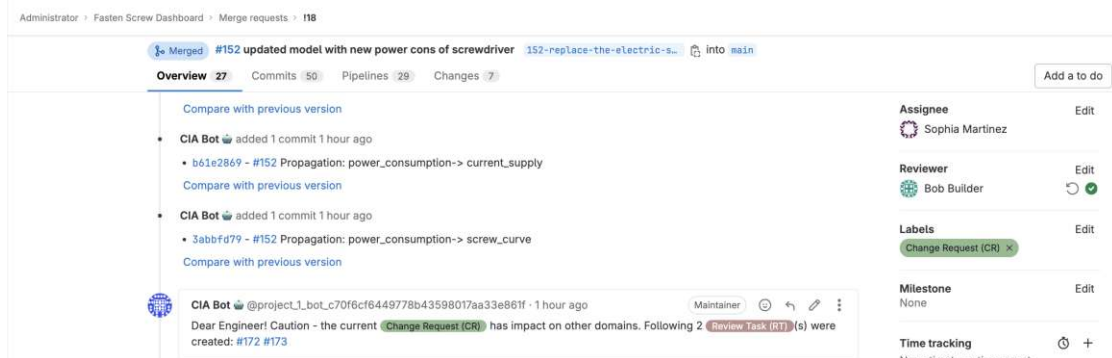 Administrator > Fasten Screw Dashboard > Merge requests > !18
Merged #152 updated model with new power cons of screwdriver 152-replace-the-electric-s… into main
Overview 27 Commits 50 Pipelines 29 Changes 7 Add a to do
Compare with previous version
CIA Bot added 1 commit 1 hour ago
b61e2869 - #152 Propagation: power_consumption-> current_supply
Compare with previous version
CIA Bot added 1 commit 1 hour ago
3abbfd79 - #152 Propagation: power_consumption-> screw_curve
Compare with previous version
CIA Bot @project_1_bot_c70f6cf6449778b43598017aa33e861f · 1 hour ago Maintainer
Dear Engineer! Caution - the current Change Request (CR) has impact on other domains. Following 2 Review Task (RT) (s) were
created: #172 #173
Assignee Edit
Sophia Martinez
Reviewer Edit
Bob Builder
Labels Edit
Change Request (CR) ×
Milestone Edit
None
Time tracking +